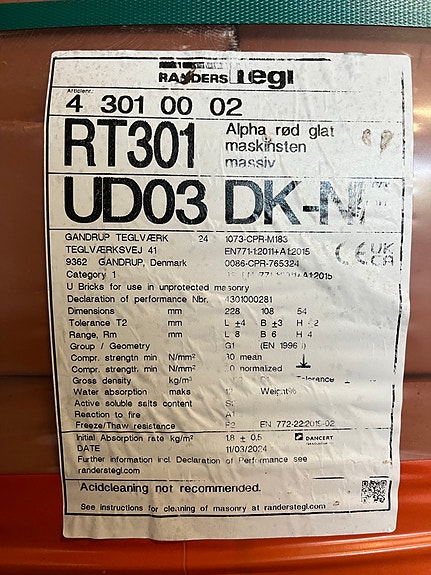 RANDERS tegl
Artikelnr.
4 301 00 02
RT301 Alpha rød glat
maskinsten
massiv
UD03 DK-N
GANDRUP TEGLVÆRK 24 1073-CPR-M183
TEGLVÆRKSVEJ 41 EN771-1:2011+A1:2015
9362 GANDRUP, Denmark 0086-CPR-765324
CE UK CA
Category 1
U Bricks for use in unprotected masonry
Declaration of performance Nbr. 4301000281
Dimensions mm 228 108 54
Tolerance T2 mm L ±4 B ±3 H ±2
Range, Rm mm L 8 B 6 H 4
Group / Geometry G1 (EN 1996
Compr. strength min N/mm² mean
Compr. strength min N/mm² normalized
Gross density kg/m³ Tolerance
Water absorption maks Weight%
Active soluble salts content
Reaction to fire A1
Freeze/Thaw resistance F2 EN 772-22:2019-02
Initial Absorption rate kg/m² 1.8 ± 0.5 DANCERT
DATE 11/03/2024
Further information incl. Declaration of Performance see
randerstegl.com
Acidcleaning not recommended.
See instructions for cleaning of masonry at randerstegl.com